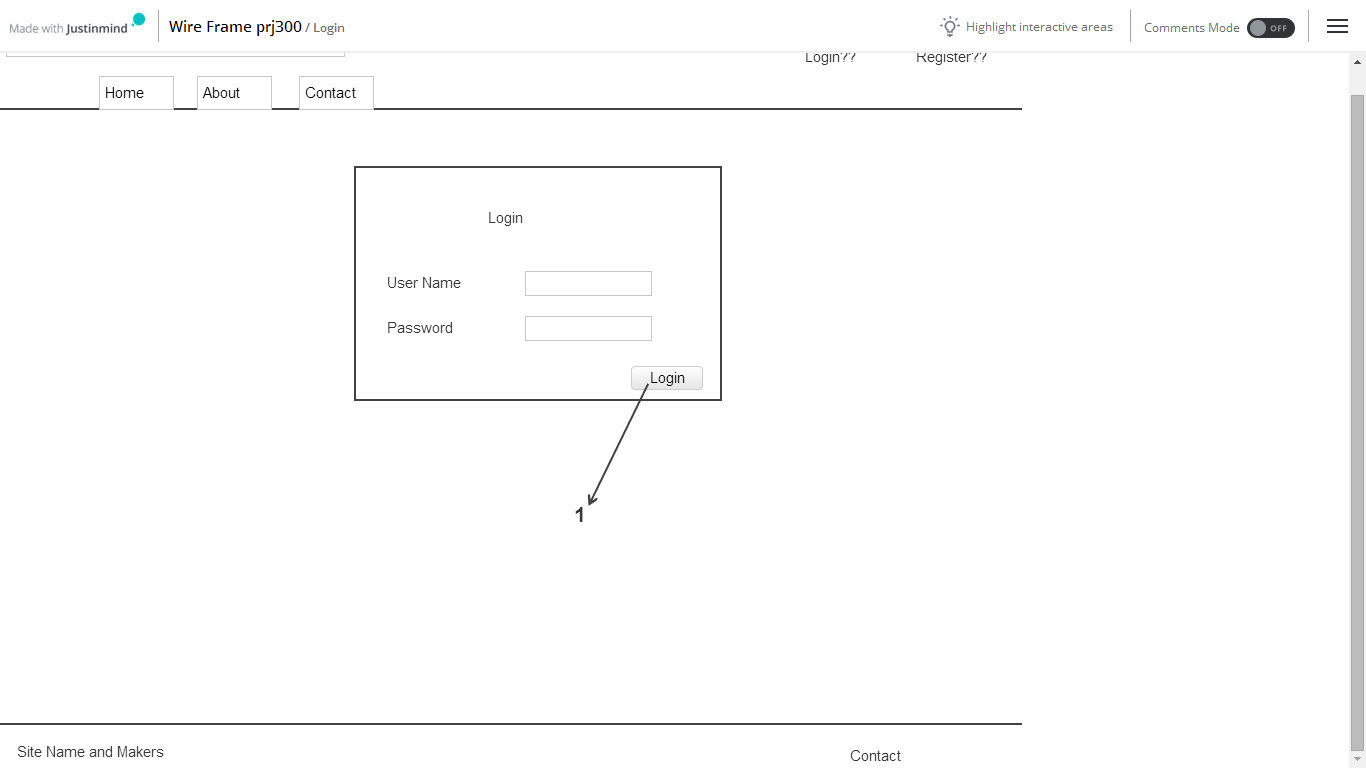 Made with Justinmind
Wire Frame prj300 / Login
Highlight interactive areas
Comments Mode
OFF
Login??
Register??
Home
About
Contact
Login
User Name
Password
Login
1
Site Name and Makers
Contact